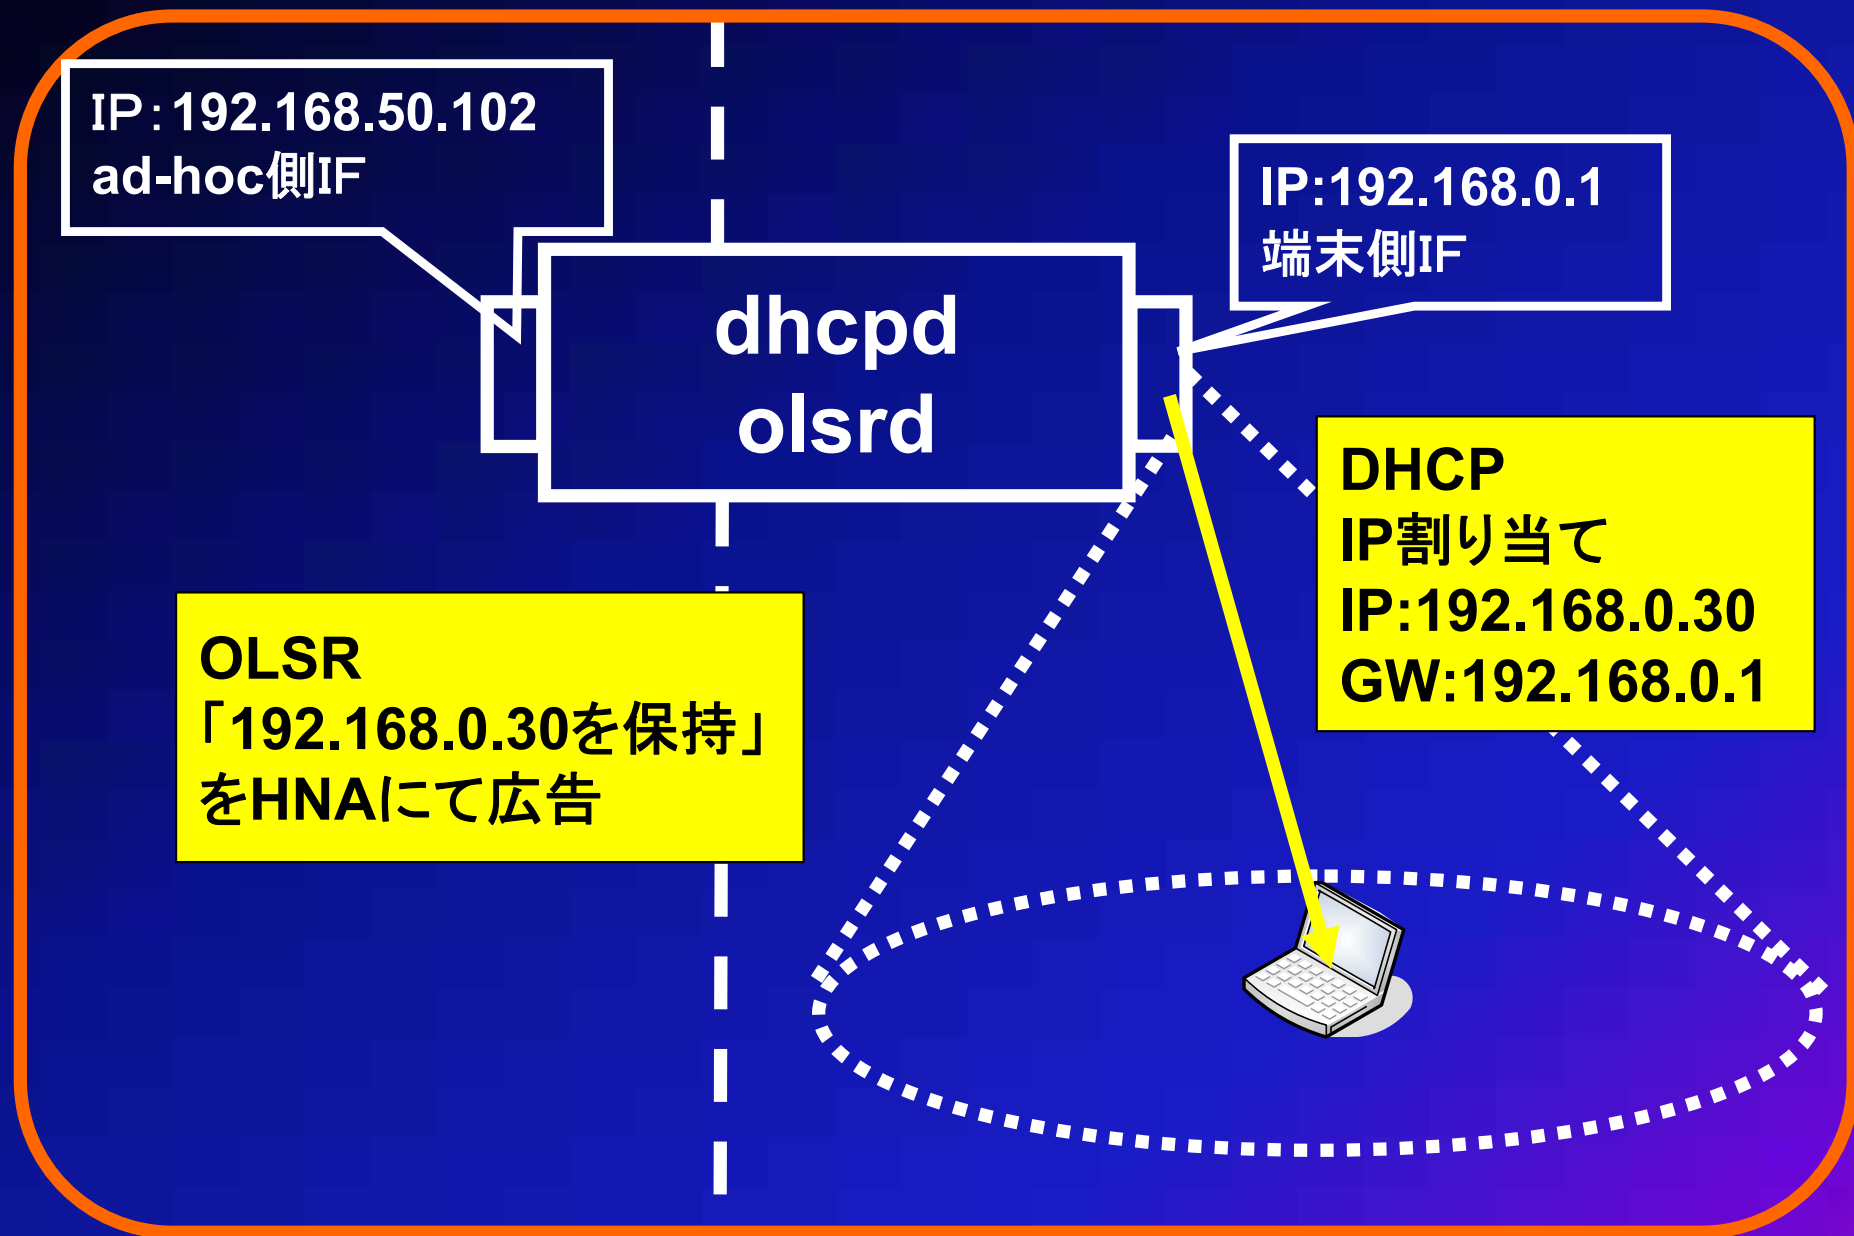 IP:192.168.50.102
ad-hoc側IF
IP:192.168.0.1
端末側IF
dhcpd
olsrd
DHCP
IP割り当て
IP:192.168.0.30
GW:192.168.0.1
OLSR
「192.168.0.30を保持」
をHNAにて広告